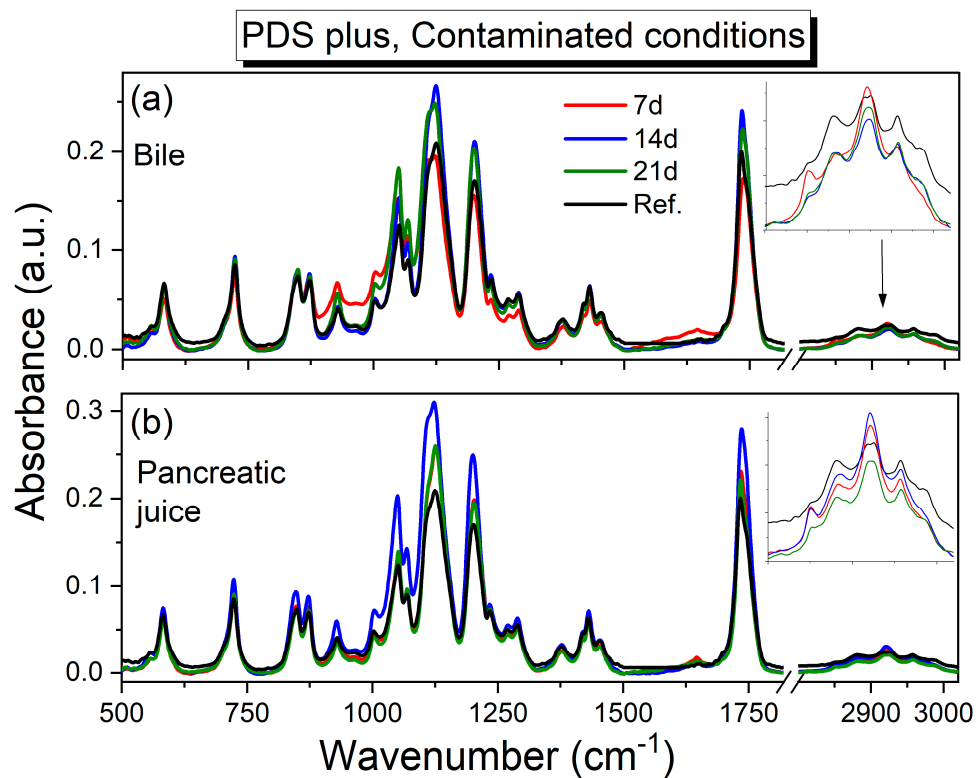 PDS plus, Contaminated conditions
(a)
Bile
7d
14d
21d
Ref.
0.2
0.1
0.0
(b)
Pancreatic
juice
0.3
0.2
0.1
0.0
500 750 1000 1250 1500 1750 2900 3000
Absorbance (a.u.)
Wavenumber (cm⁻¹)